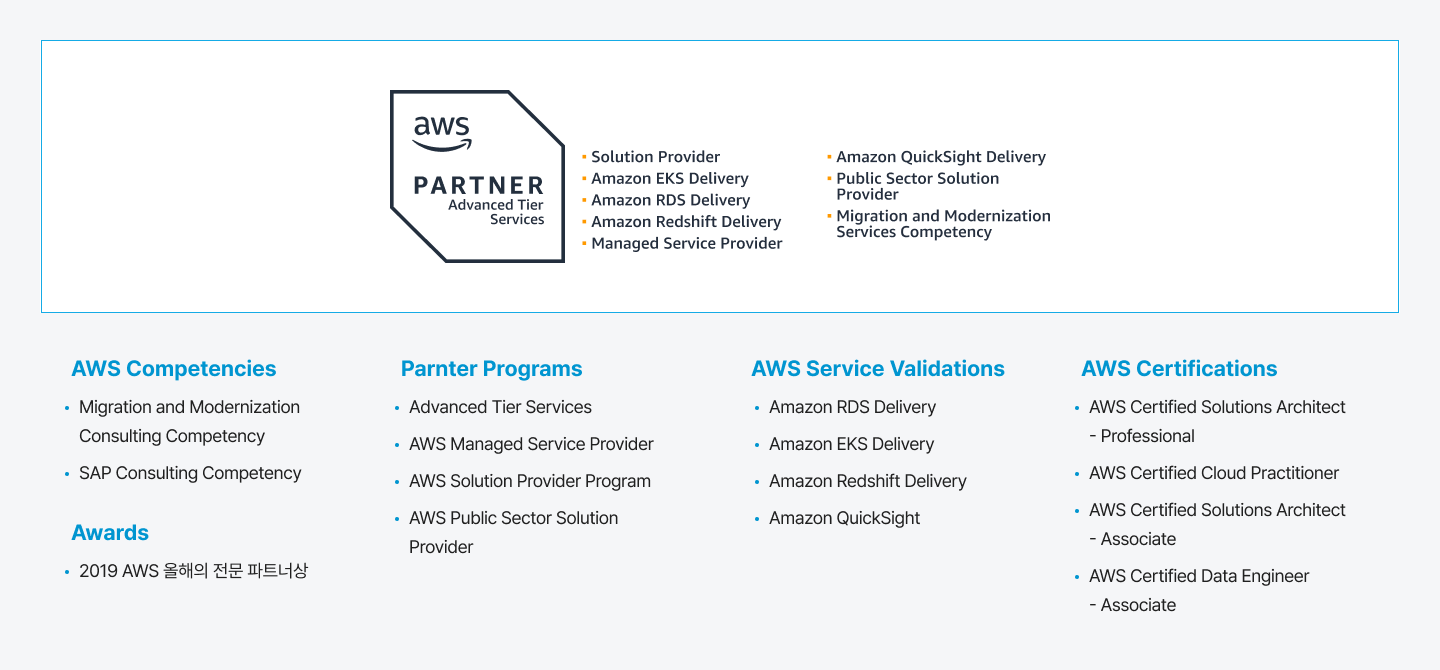 aws
PARTNER
Advanced Tier
Services
Solution Provider
Amazon EKS Delivery
Amazon RDS Delivery
Amazon Redshift Delivery
Managed Service Provider
Amazon QuickSight Delivery
Public Sector Solution
Provider
Migration and Modernization
Services Competency
AWS Competencies
Migration and Modernization
Consulting Competency
SAP Consulting Competency
Awards
2019 AWS 올해의 전문 파트너상
Parnter Programs
Advanced Tier Services
AWS Managed Service Provider
AWS Solution Provider Program
AWS Public Sector Solution
Provider
AWS Service Validations
Amazon RDS Delivery
Amazon EKS Delivery
Amazon Redshift Delivery
Amazon QuickSight
AWS Certifications
AWS Certified Solutions Architect
- Professional
AWS Certified Cloud Practitioner
AWS Certified Solutions Architect
- Associate
AWS Certified Data Engineer
- Associate